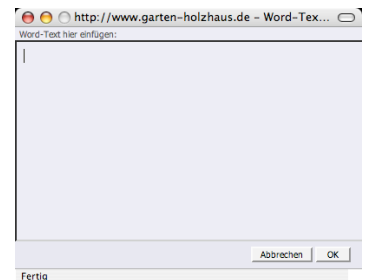 http://www.garten-holzhaus.de – Word-Tex...
Word-Text hier einfügen:
Abbrechen OK
Fertig